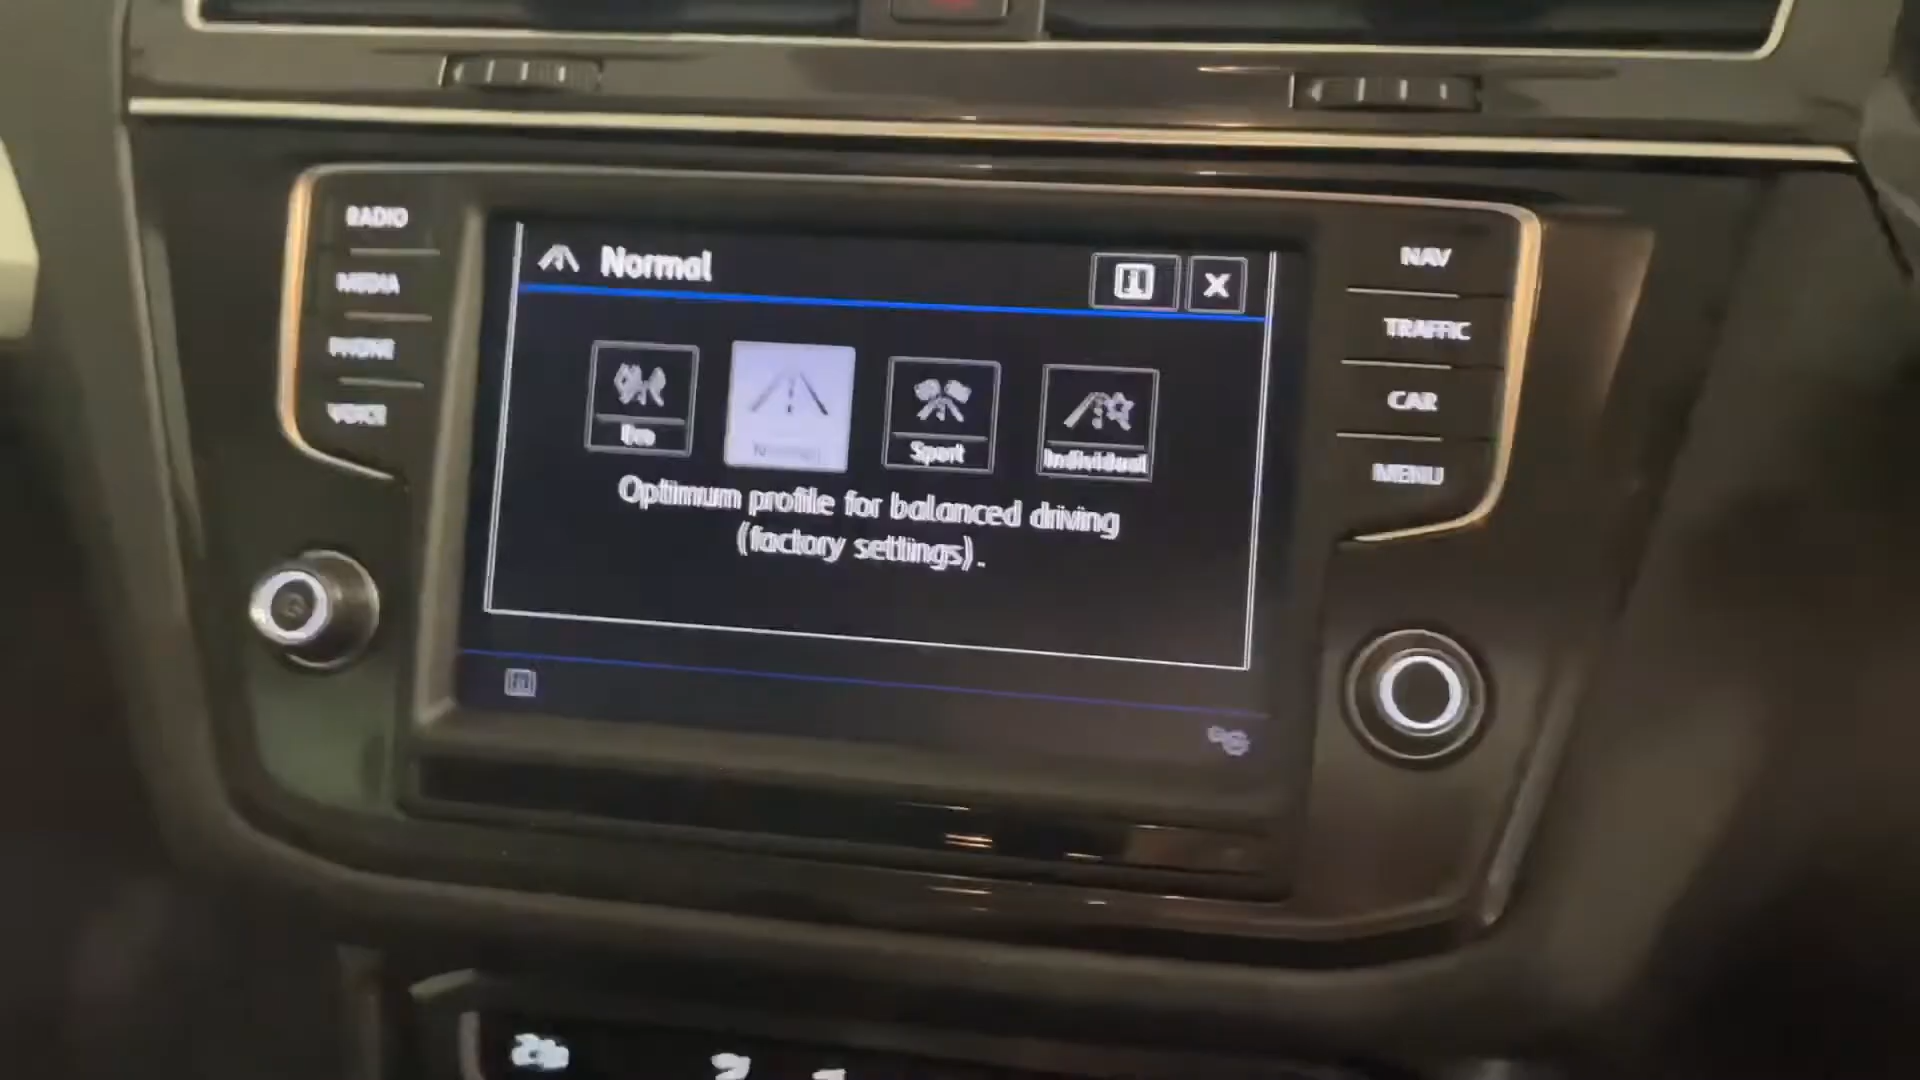 RADIO
MEDIA
PHONE
VOICE
Normal
X
Eco
Normal
Sport
Individual
Optimum profile for balanced driving
(factory settings).
NAV
TRAFFIC
CAR
MENU